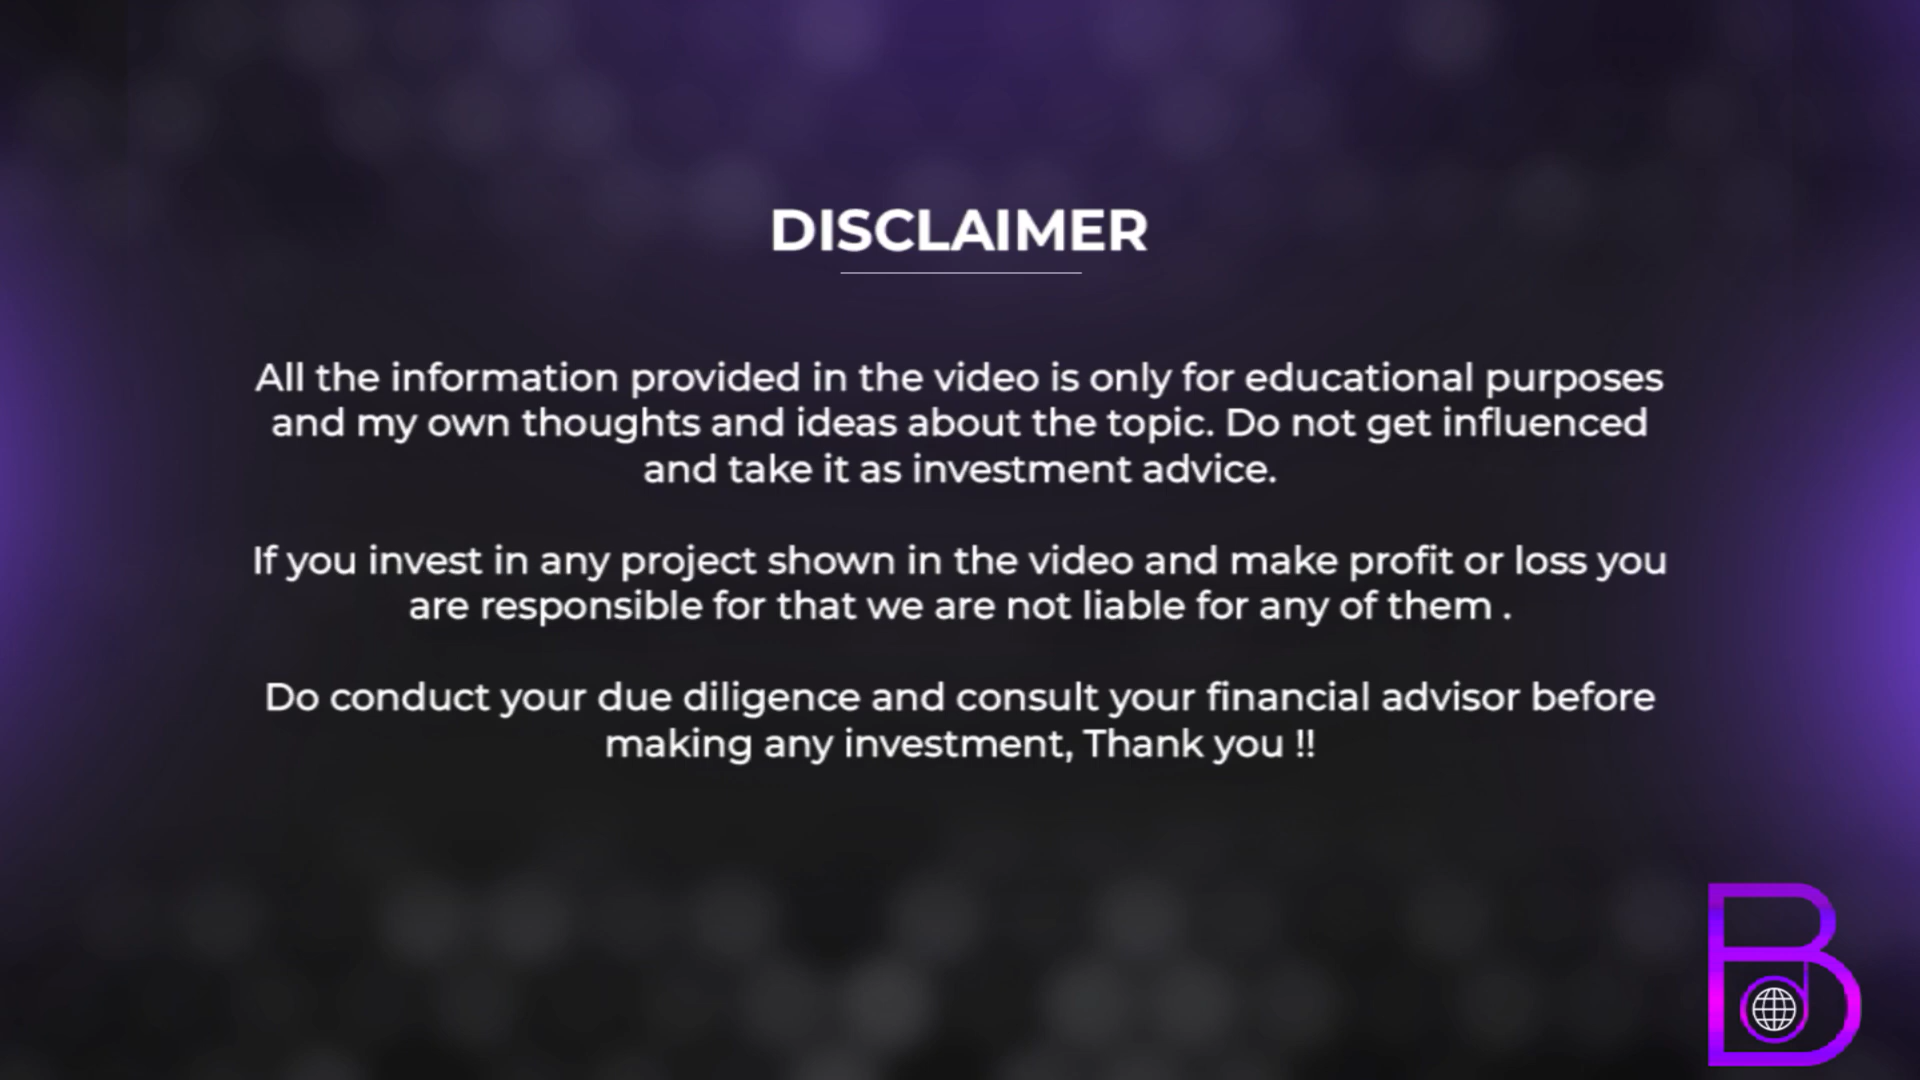 DISCLAIMER
All the information provided in the video is only for educational purposes
and my own thoughts and ideas about the topic. Do not get influenced
and take it as investment advice.
If you invest in any project shown in the video and make profit or loss you
are responsible for that we are not liable for any of them .
Do conduct your due diligence and consult your financial advisor before
making any investment, Thank you !!
Bd